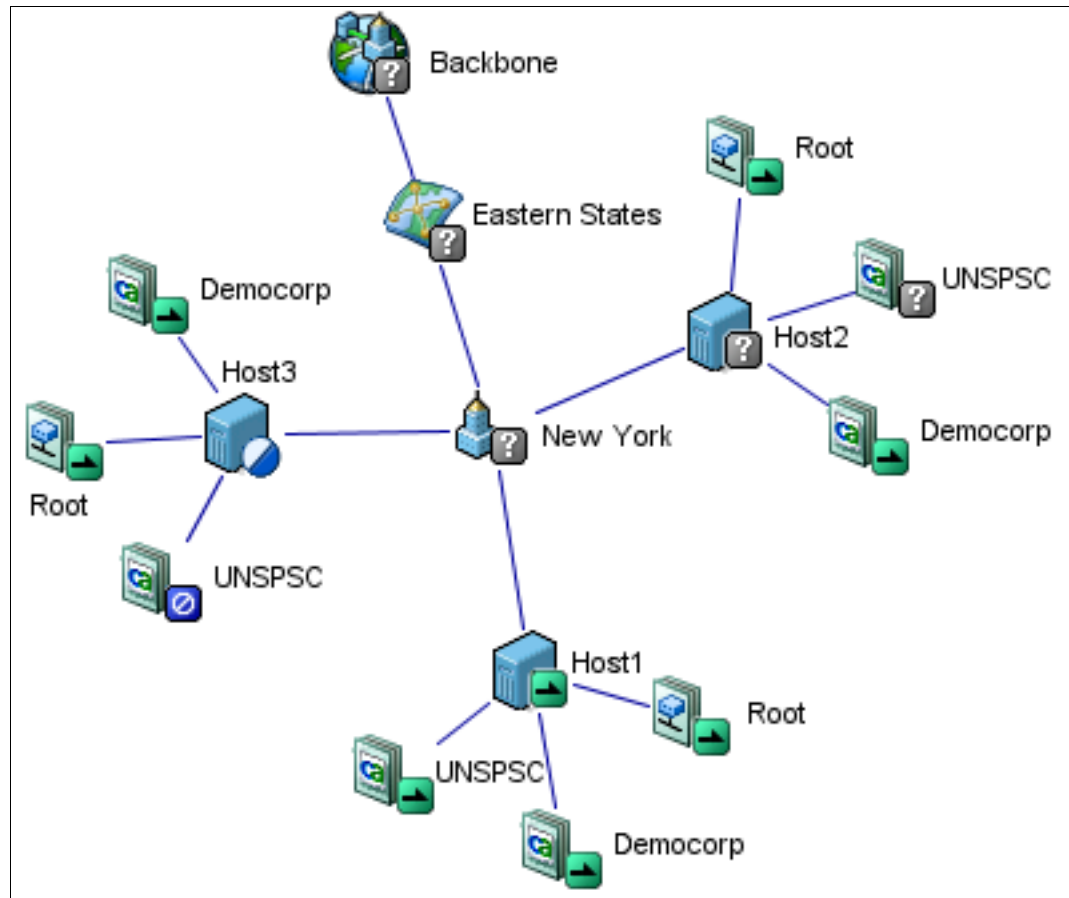 Backbone
Root
Eastern States
UNSPSC
Democorp
Host2
Host3
Democorp
New York
Root
UNSPSC
Host1
Root
UNSPSC
Democorp